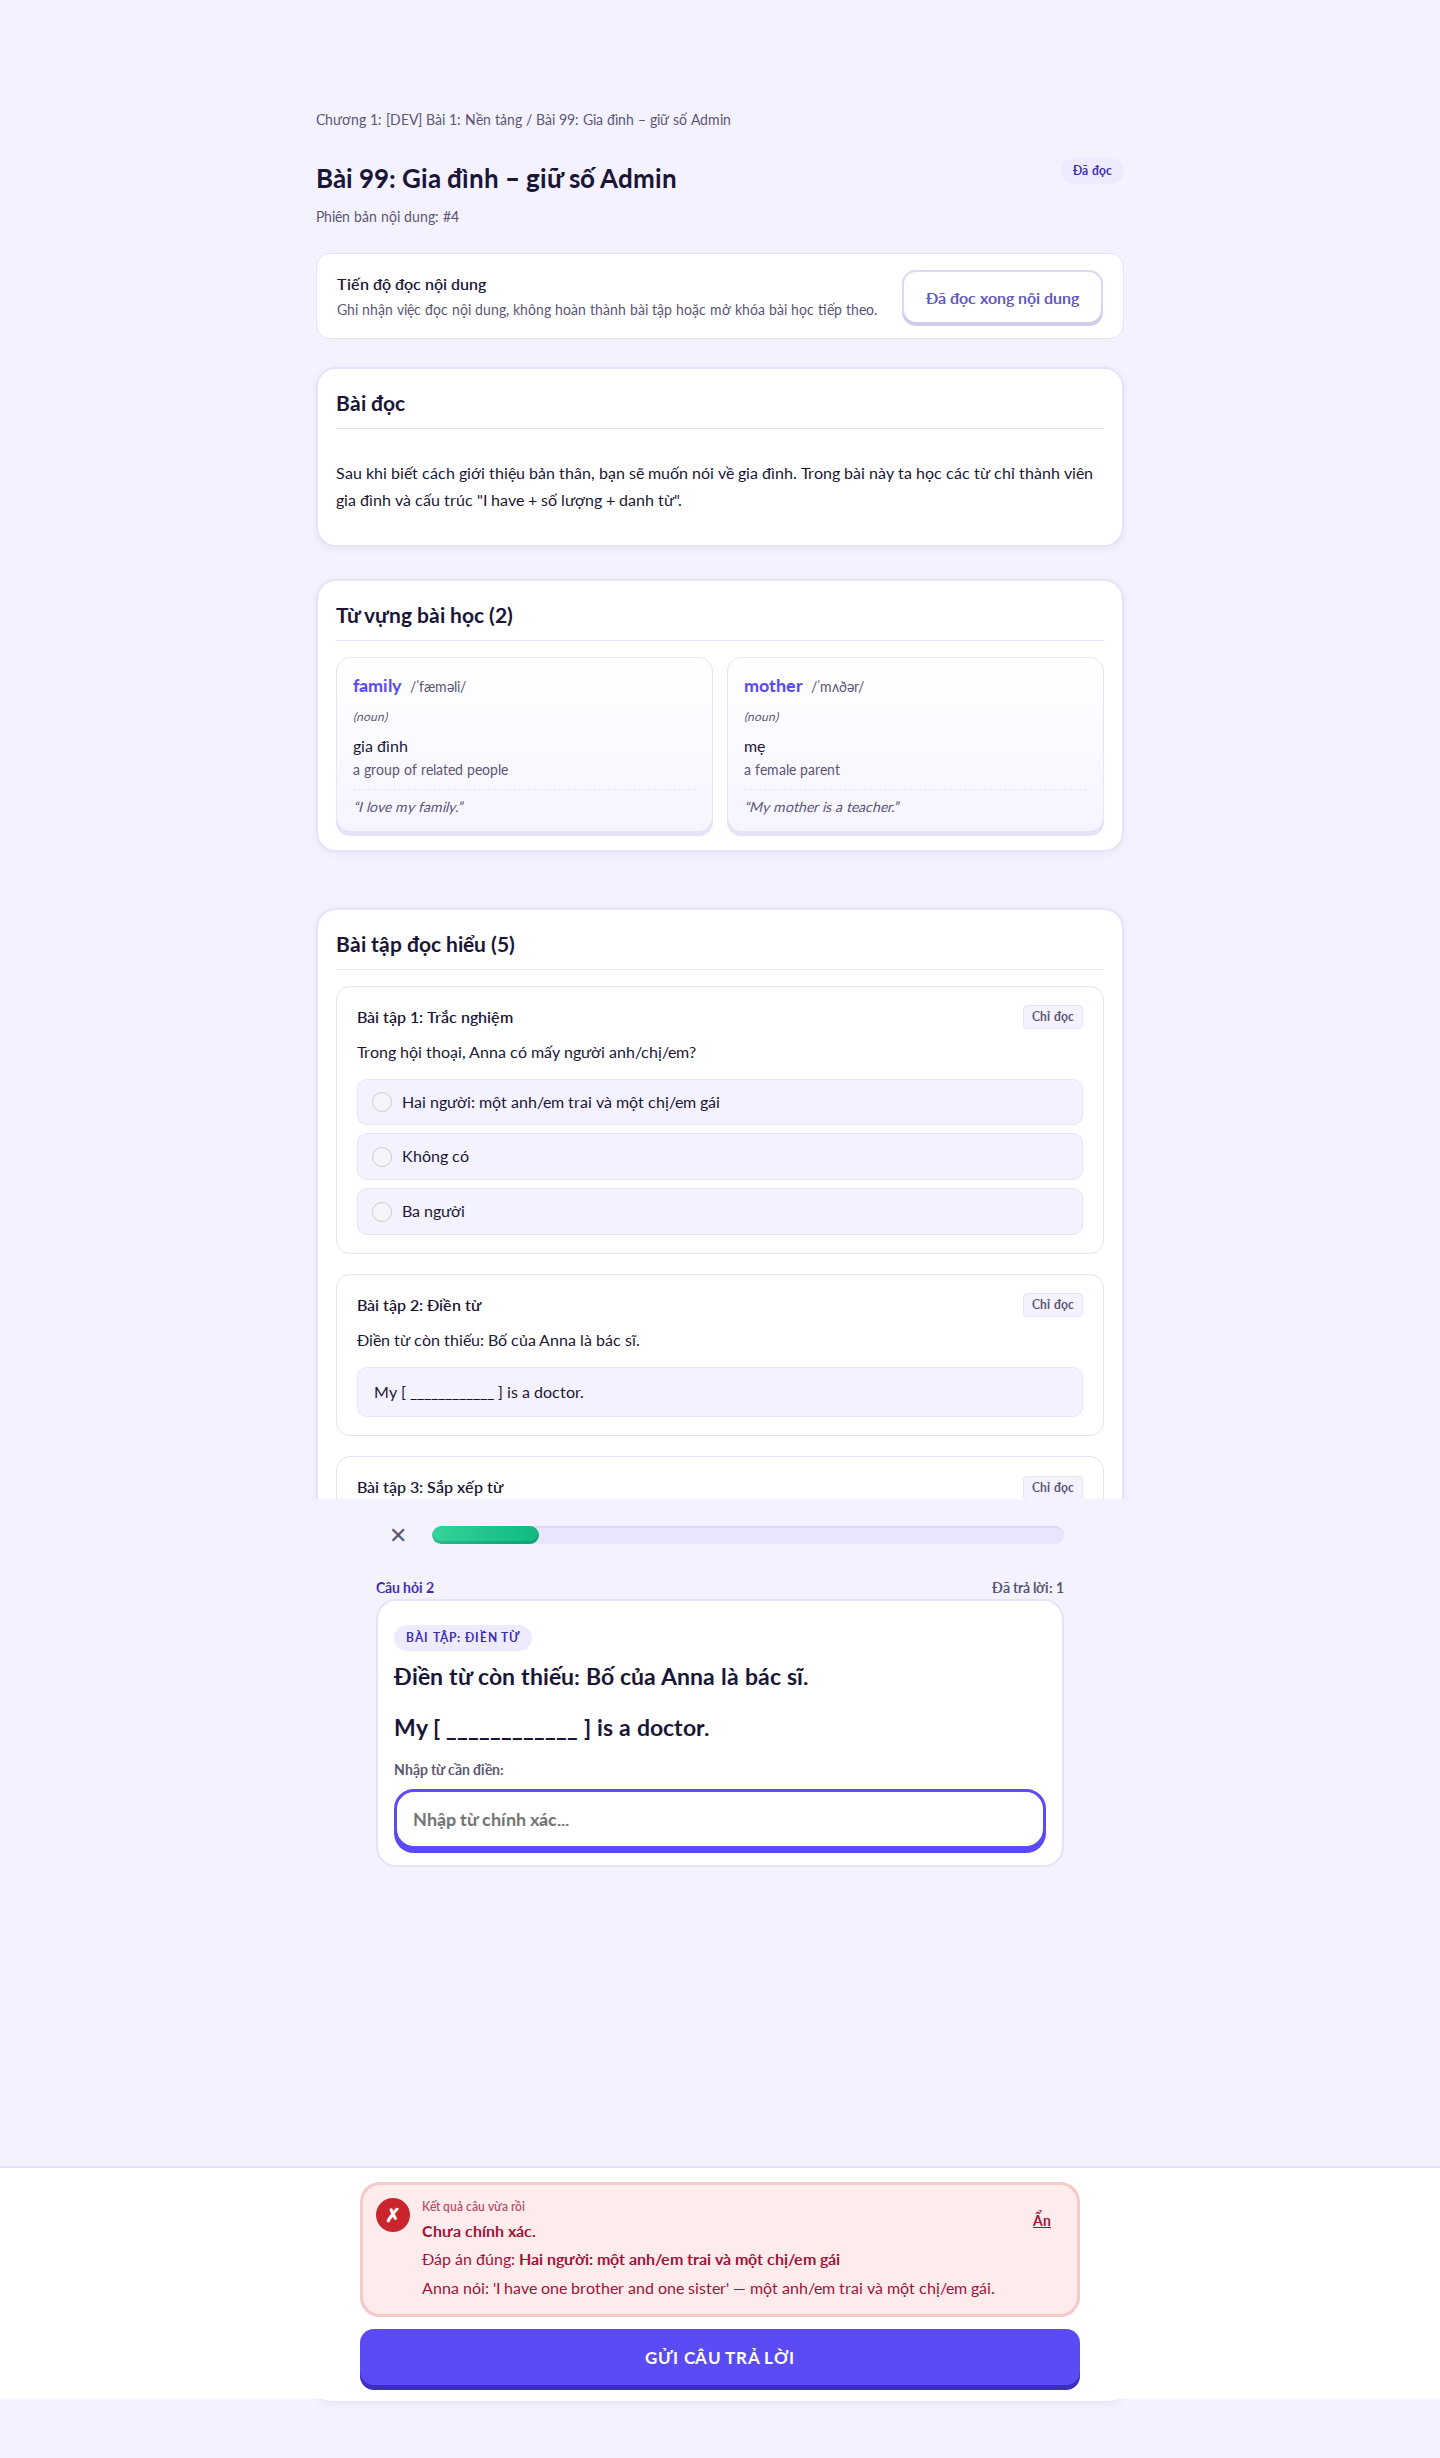 Chương 1: [DEV] Bài 1: Nền tảng / Bài 99: Gia đình – giữ số Admin
Bài 99: Gia đình – giữ số Admin
Đã đọc
Phiên bản nội dung: #4
Tiến độ đọc nội dung
Ghi nhận việc đọc nội dung, không hoàn thành bài tập hoặc mở khóa bài học tiếp theo.
Đã đọc xong nội dung
Bài đọc
Sau khi biết cách giới thiệu bản thân, bạn sẽ muốn nói về gia đình. Trong bài này ta học các từ chỉ thành viên
gia đình và cấu trúc "I have + số lượng + danh từ".
Từ vựng bài học (2)
family /ˈfæməli/
(noun)
gia đình
a group of related people
“I love my family.”
mother /ˈmʌðər/
(noun)
mẹ
a female parent
“My mother is a teacher.”
Bài tập đọc hiểu (5)
Bài tập 1: Trắc nghiệm
Chỉ đọc
Trong hội thoại, Anna có mấy người anh/chị/em?
Hai người: một anh/em trai và một chị/em gái
Không có
Ba người
Bài tập 2: Điền từ
Chỉ đọc
Điền từ còn thiếu: Bố của Anna là bác sĩ.
My [ ____________ ] is a doctor.
Bài tập 3: Sắp xếp từ
Chỉ đọc
✕
Câu hỏi 2
Đã trả lời: 1
BÀI TẬP: ĐIỀN TỪ
Điền từ còn thiếu: Bố của Anna là bác sĩ.
My [ ____________ ] is a doctor.
Nhập từ cần điền:
Nhập từ chính xác...
✗
Kết quả câu vừa rồi
Chưa chính xác.
Ẩn
Đáp án đúng: Hai người: một anh/em trai và một chị/em gái
Anna nói: 'I have one brother and one sister' — một anh/em trai và một chị/em gái.
GỬI CÂU TRẢ LỜI